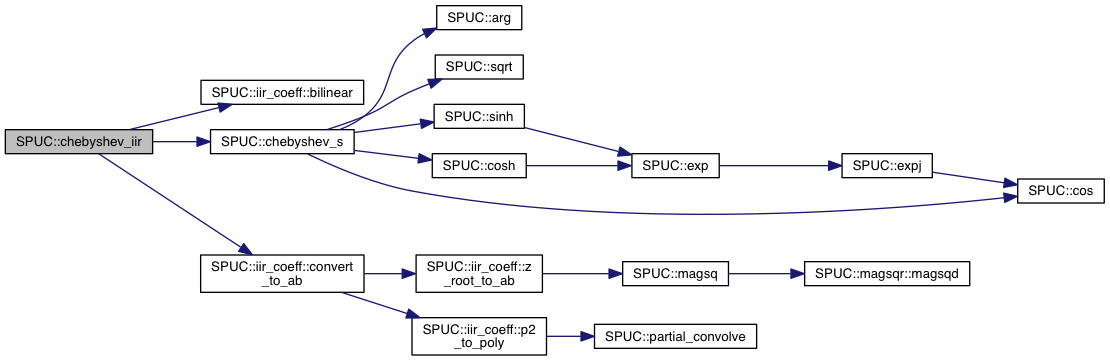 SPUC::chebyshev_iir
SPUC::iir_coeff::bilinear
SPUC::chebyshev_s
SPUC::arg
SPUC::sqrt
SPUC::sinh
SPUC::cosh
SPUC::exp
SPUC::expj
SPUC::cos
SPUC::iir_coeff::convert
_to_ab
SPUC::iir_coeff::z
_root_to_ab
SPUC::magsq
SPUC::magsqr::magsqd
SPUC::iir_coeff::p2
_to_poly
SPUC::partial_convolve